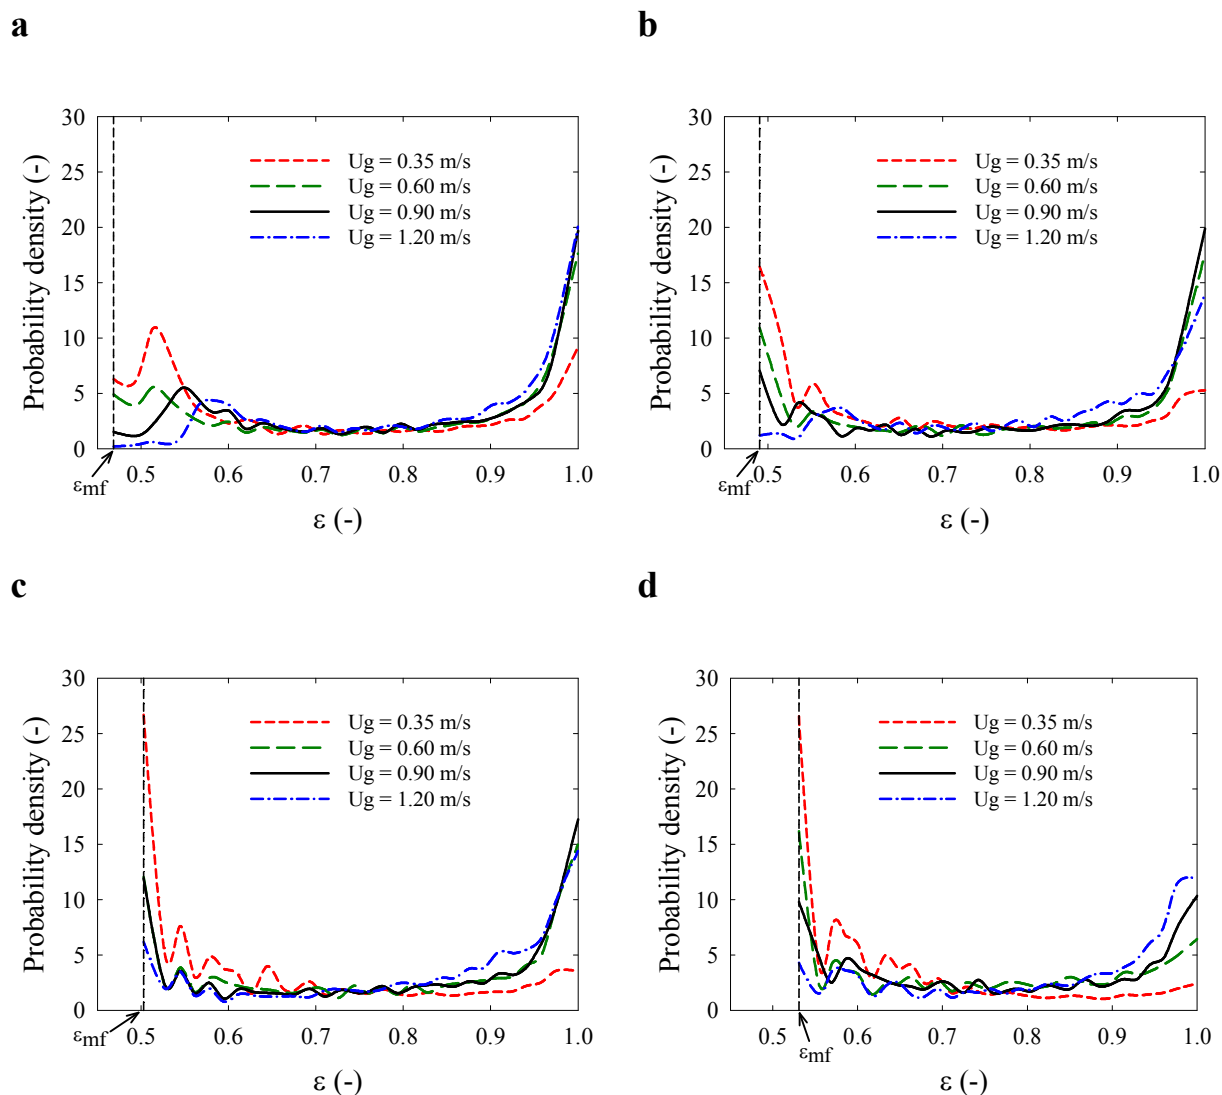 a
30
25
20
15
10
5
0
Probability density (-)
Ug = 0.35 m/s
Ug = 0.60 m/s
Ug = 0.90 m/s
Ug = 1.20 m/s
εmf
0.5 0.6 0.7 0.8 0.9 1.0
ε (-)
b
30
25
20
15
10
5
0
Probability density (-)
Ug = 0.35 m/s
Ug = 0.60 m/s
Ug = 0.90 m/s
Ug = 1.20 m/s
εmf
0.5 0.6 0.7 0.8 0.9 1.0
ε (-)
c
30
25
20
15
10
5
0
Probability density (-)
Ug = 0.35 m/s
Ug = 0.60 m/s
Ug = 0.90 m/s
Ug = 1.20 m/s
εmf
0.5 0.6 0.7 0.8 0.9 1.0
ε (-)
d
30
25
20
15
10
5
0
Probability density (-)
Ug = 0.35 m/s
Ug = 0.60 m/s
Ug = 0.90 m/s
Ug = 1.20 m/s
0.5 0.6 0.7 0.8 0.9 1.0
εmf
ε (-)